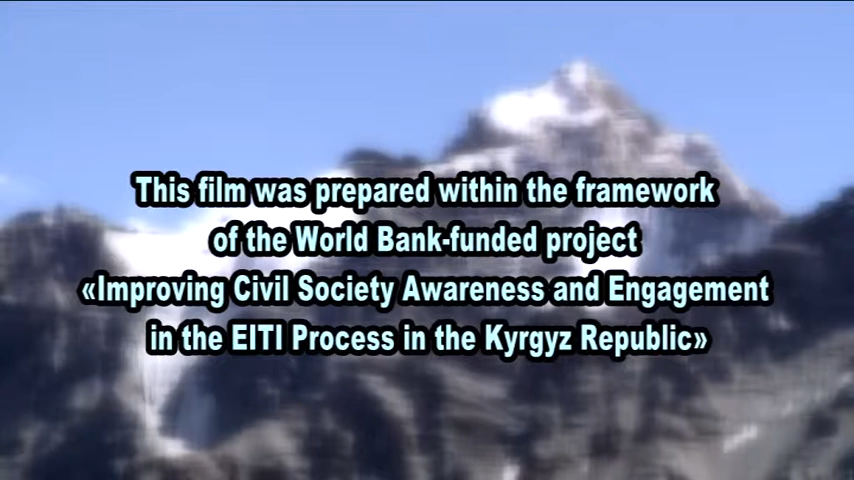 This film was prepared within the framework
of the World Bank-funded project
«Improving Civil Society Awareness and Engagement
in the EITI Process in the Kyrgyz Republic»